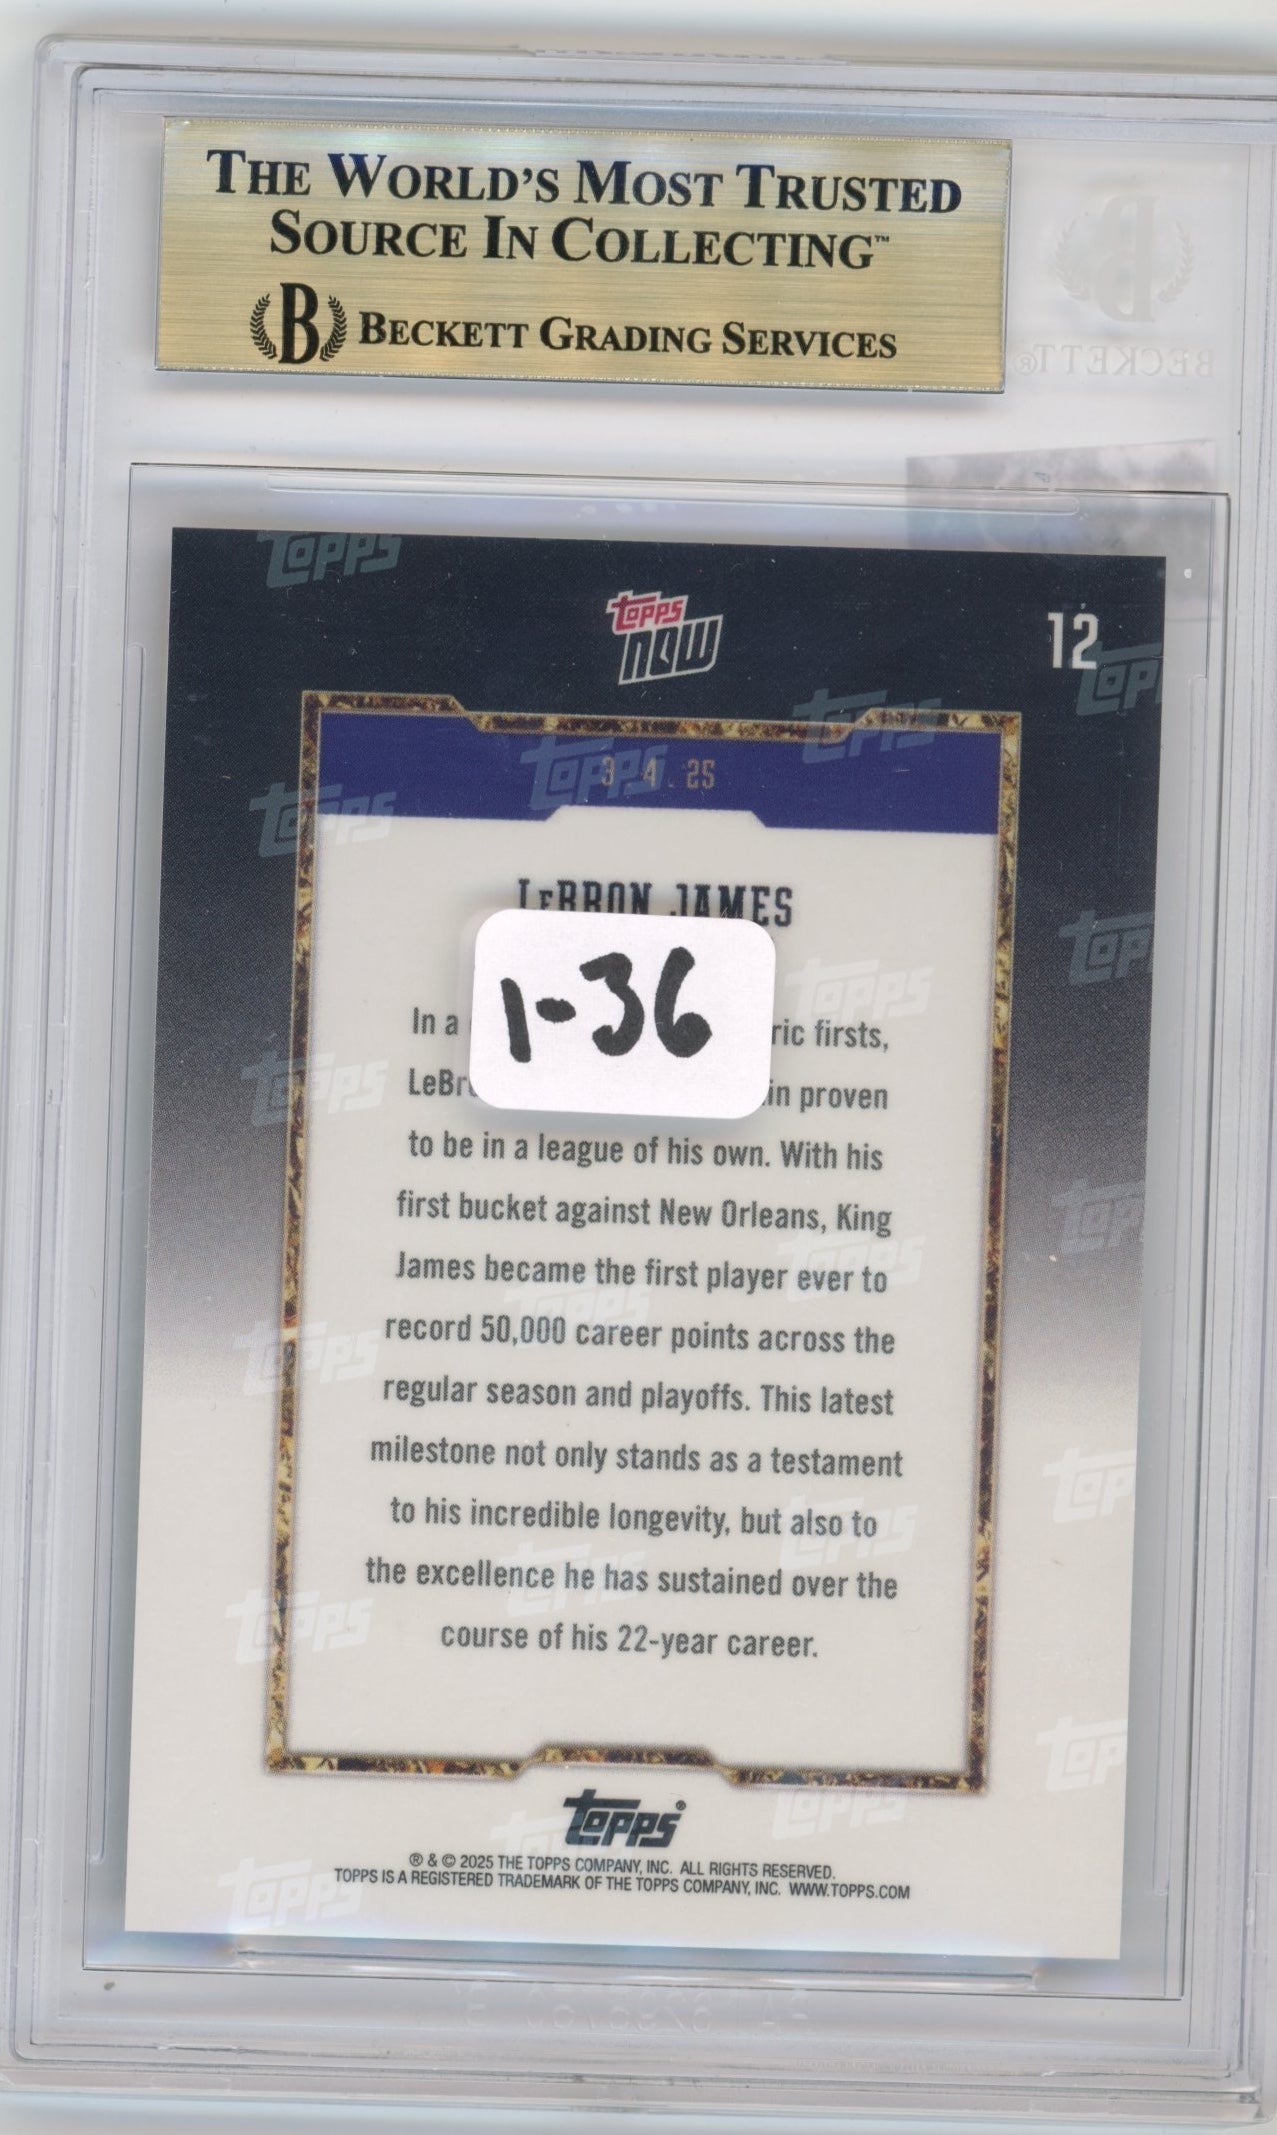 THE WORLD'S MOST TRUSTED
SOURCE IN COLLECTING™
B BECKETT GRADING SERVICES
BECKETT®
topps
topps now
12
3.4.25
LeBRON JAMES
1-36
In a
ric firsts,
LeBr
in proven
to be in a league of his own. With his
first bucket against New Orleans, King
James became the first player ever to
record 50,000 career points across the
regular season and playoffs. This latest
milestone not only stands as a testament
to his incredible longevity, but also to
the excellence he has sustained over the
course of his 22-year career.
topps®
® & © 2025 THE TOPPS COMPANY, INC. ALL RIGHTS RESERVED.
TOPPS IS A REGISTERED TRADEMARK OF THE TOPPS COMPANY, INC. WWW.TOPPS.COM